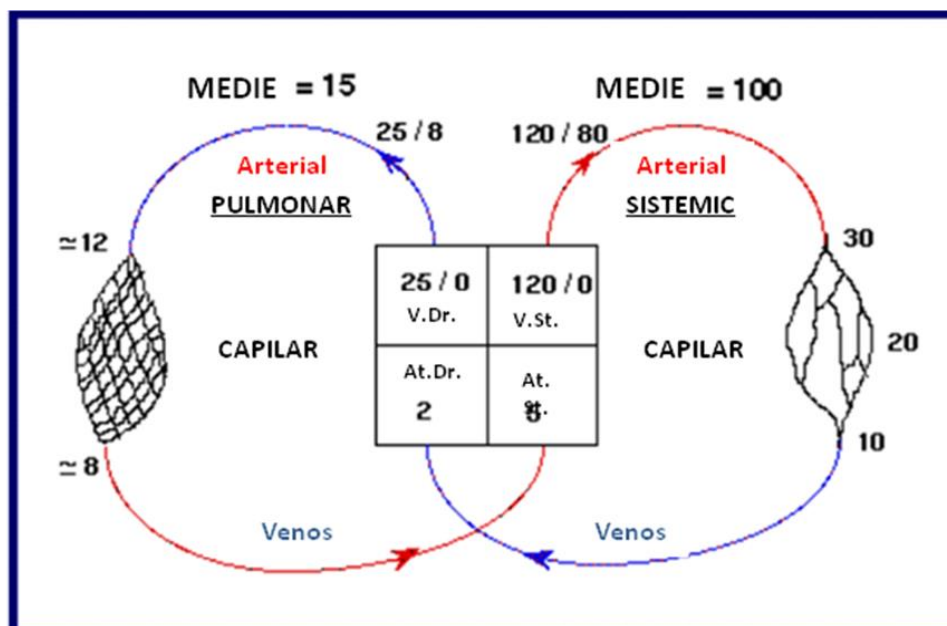 MEDIE = 15
MEDIE = 100
25 / 8
120 / 80
Arterial
Arterial
PULMONAR
SISTEMIC
≃ 12
30
25 / 0
120 / 0
V.Dr.
V.St.
CAPILAR
CAPILAR
20
At.Dr.
At.
2
10
≃ 8
Venos
Venos